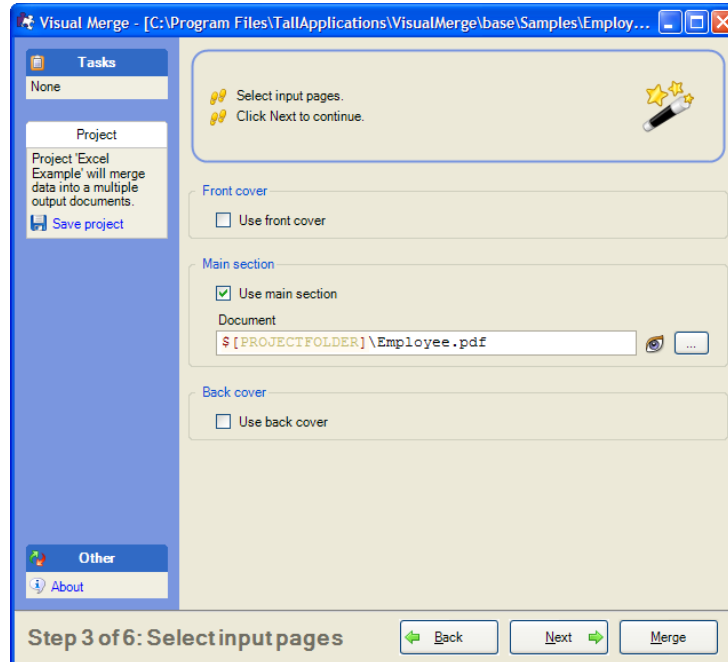 Visual Merge - [C:\Program Files\TallApplications\VisualMerge\base\Samples\Employ...
Tasks
None
Project
Project 'Excel
Example' will merge
data into a multiple
output documents.
Save project
Select input pages.
Click Next to continue.
Front cover
Use front cover
Main section
Use main section
Document
$[PROJECTFOLDER]\Employee.pdf
...
Back cover
Use back cover
Other
About
Step 3 of 6: Select input pages
Back
Next
Merge